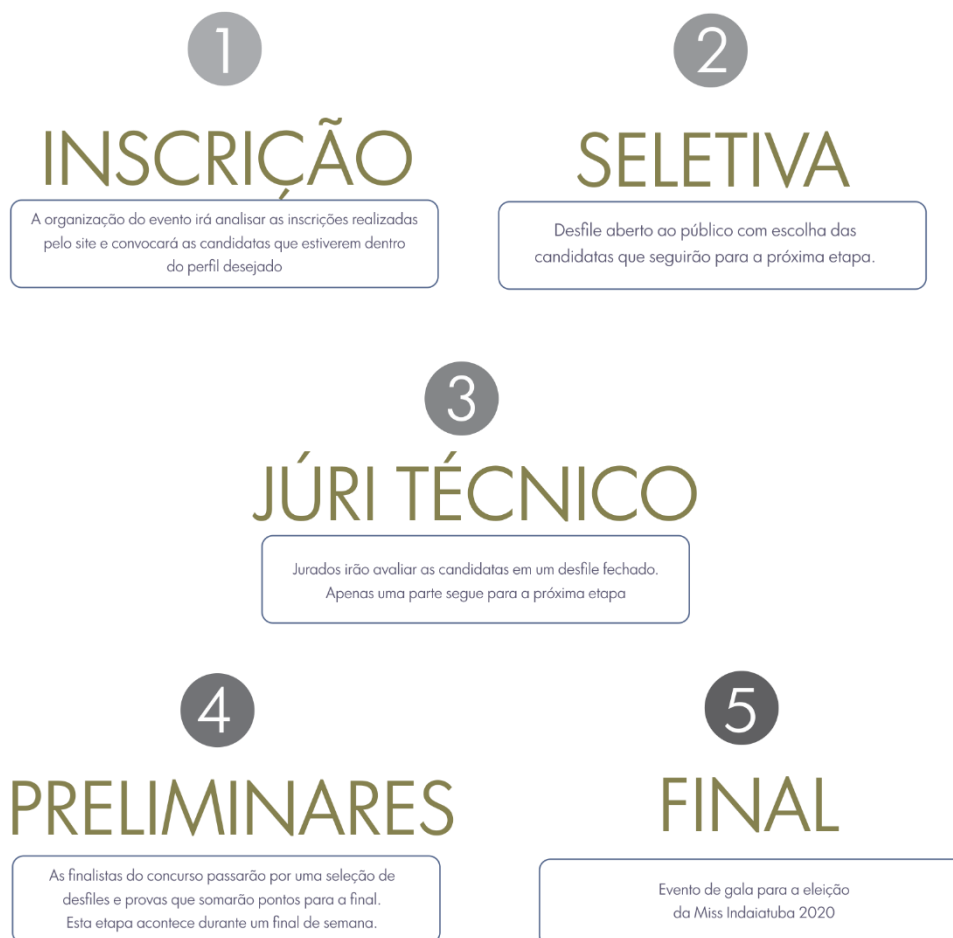 1
INSCRIÇÃO
A organização do evento irá analisar as inscrições realizadas
pelo site e convocará as candidatas que estiverem dentro
do perfil desejado
2
SELETIVA
Desfile aberto ao público com escolha das
candidatas que seguirão para a próxima etapa.
3
JÚRI TÉCNICO
Jurados irão avaliar as candidatas em um desfile fechado.
Apenas uma parte segue para a próxima etapa
4
PRELIMINARES
As finalistas do concurso passarão por uma seleção de
desfiles e provas que somarão pontos para a final.
Esta etapa acontece durante um final de semana.
5
FINAL
Evento de gala para a eleição
da Miss Indaiatuba 2020